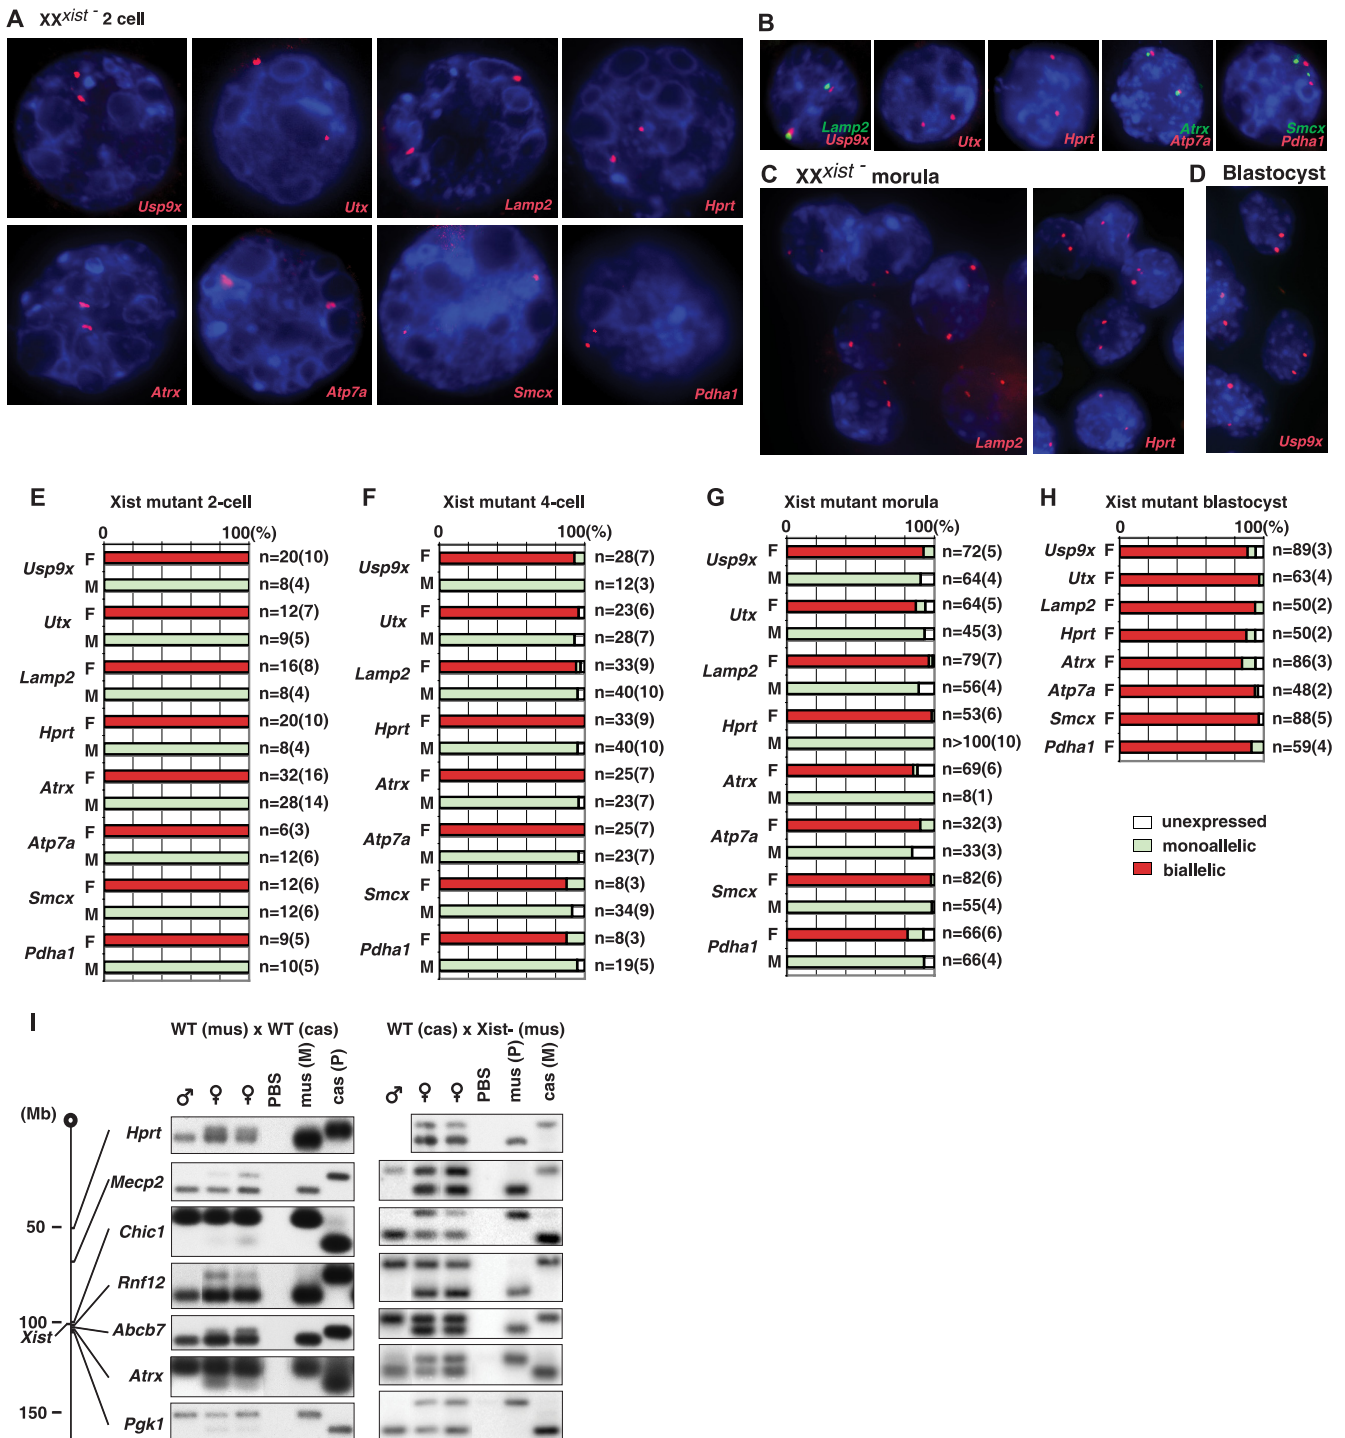 A XX xist - 2 cell
Usp9x
Utx
Lamp2
Hprt
Atrx
Atp7a
Smcx
Pdha1
B
Lamp2
Usp9x
Utx
Hprt
Atrx
Atp7a
Smcx
Pdha1
C XX xist - morula
Lamp2
Hprt
D Blastocyst
Usp9x
E Xist mutant 2-cell
0 100(%)
Usp9x F n=20(10)
M n=8(4)
Utx F n=12(7)
M n=9(5)
Lamp2 F n=16(8)
M n=8(4)
Hprt F n=20(10)
M n=8(4)
Atrx F n=32(16)
M n=28(14)
Atp7a F n=6(3)
M n=12(6)
Smcx F n=12(6)
M n=12(6)
Pdha1 F n=9(5)
M n=10(5)
F Xist mutant 4-cell
0 100(%)
Usp9x F n=28(7)
M n=12(3)
Utx F n=23(6)
M n=28(7)
Lamp2 F n=33(9)
M n=40(10)
Hprt F n=33(9)
M n=40(10)
Atrx F n=25(7)
M n=23(7)
Atp7a F n=25(7)
M n=23(7)
Smcx F n=8(3)
M n=34(9)
Pdha1 F n=8(3)
M n=19(5)
G Xist mutant morula
0 100(%)
Usp9x F n=72(5)
M n=64(4)
Utx F n=64(5)
M n=45(3)
Lamp2 F n=79(7)
M n=56(4)
Hprt F n=53(6)
M n>100(10)
Atrx F n=69(6)
M n=8(1)
Atp7a F n=32(3)
M n=33(3)
Smcx F n=82(6)
M n=55(4)
Pdha1 F n=66(6)
M n=66(4)
H Xist mutant blastocyst
0 100(%)
Usp9x F n=89(3)
Utx F n=63(4)
Lamp2 F n=50(2)
Hprt F n=50(2)
Atrx F n=86(3)
Atp7a F n=48(2)
Smcx F n=88(5)
Pdha1 F n=59(4)
unexpressed
monoallelic
biallelic
I
WT (mus) x WT (cas)
♂ ♀ ♀ PBS mus (M) cas (P)
WT (cas) x Xist- (mus)
♂ ♀ ♀ PBS mus (P) cas (M)
(Mb)
Hprt
Mecp2
50
Chic1
Rnf12
100
Xist
Abcb7
Atrx
150
Pgk1